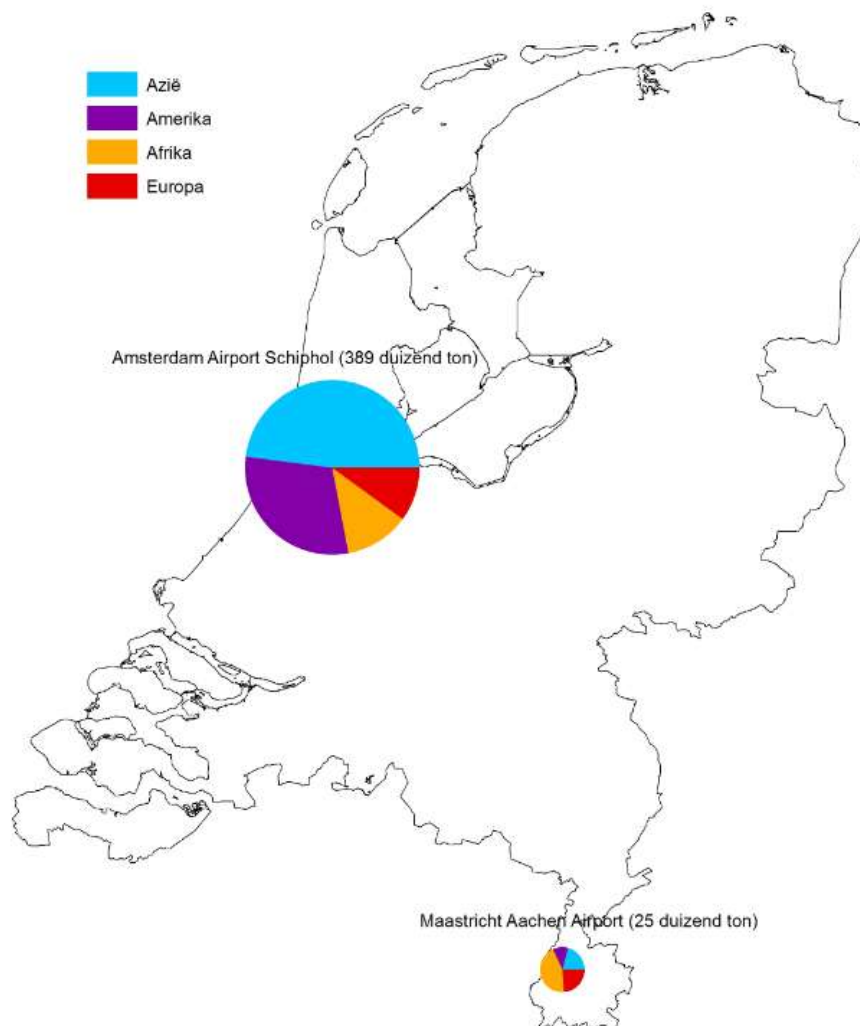 Azië
Amerika
Afrika
Europa
Amsterdam Airport Schiphol (389 duizend ton)
Maastricht Aachen Airport (25 duizend ton)